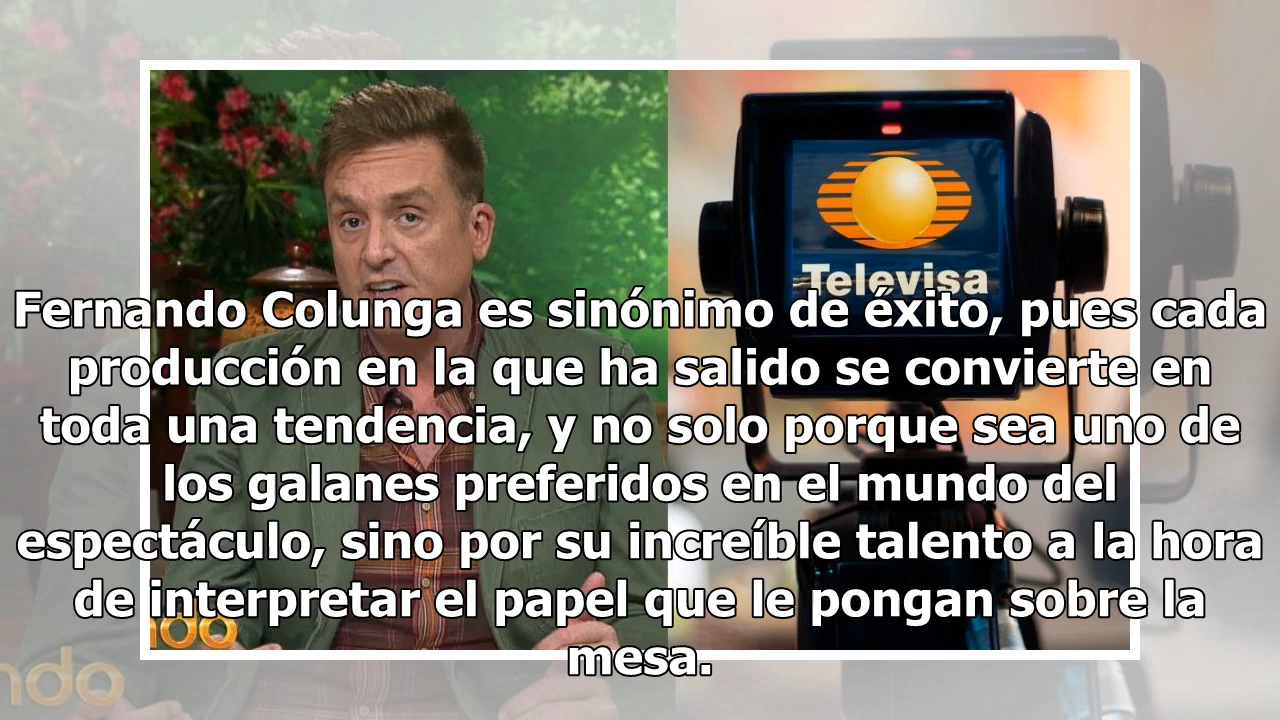 Televisa
Fernando Colunga es sinónimo de éxito, pues cada
producción en la que ha salido se convierte en
toda una tendencia, y no solo porque sea uno de
los galanes preferidos en el mundo del
espectáculo, sino por su increíble talento a la hora
de interpretar el papel que le pongan sobre la
mesa.
ndo
ndo